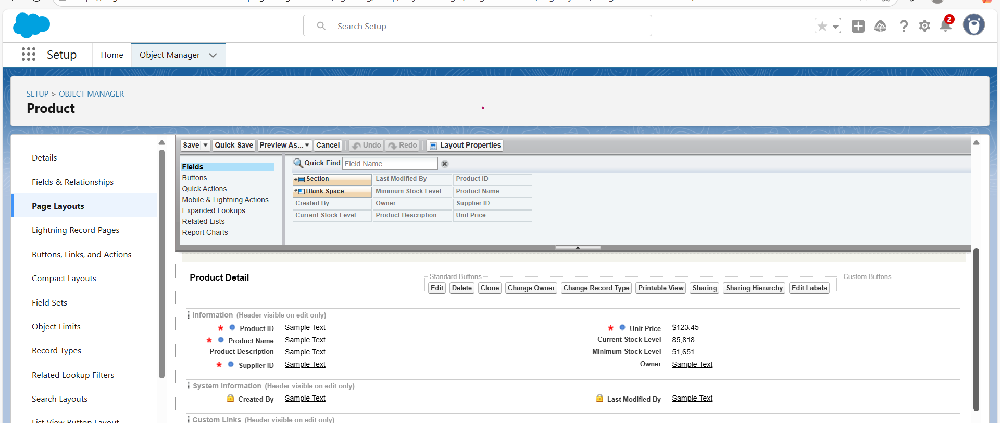 Search Setup
2
Setup
Home
Object Manager
SETUP > OBJECT MANAGER
Product
Details
Fields & Relationships
Page Layouts
Lightning Record Pages
Buttons, Links, and Actions
Compact Layouts
Field Sets
Object Limits
Record Types
Related Lookup Filters
Search Layouts
List View Button Layout
Save Quick Save Preview As... Cancel Undo Redo Layout Properties
Fields
Buttons
Quick Actions
Mobile & Lightning Actions
Expanded Lookups
Related Lists
Report Charts
Quick Find Field Name
Section Last Modified By Product ID
Blank Space Minimum Stock Level Product Name
Created By Owner Supplier ID
Current Stock Level Product Description Unit Price
Product Detail
Standard Buttons Custom Buttons
Edit Delete Clone Change Owner Change Record Type Printable View Sharing Sharing Hierarchy Edit Labels
Information (Header visible on edit only)
* Product ID Sample Text * Unit Price $123.45
* Product Name Sample Text Current Stock Level 85,818
Product Description Sample Text Minimum Stock Level 51,651
* Supplier ID Sample Text Owner Sample Text
System Information (Header visible on edit only)
Created By Sample Text Last Modified By Sample Text
Custom Links (Header visible on edit only)